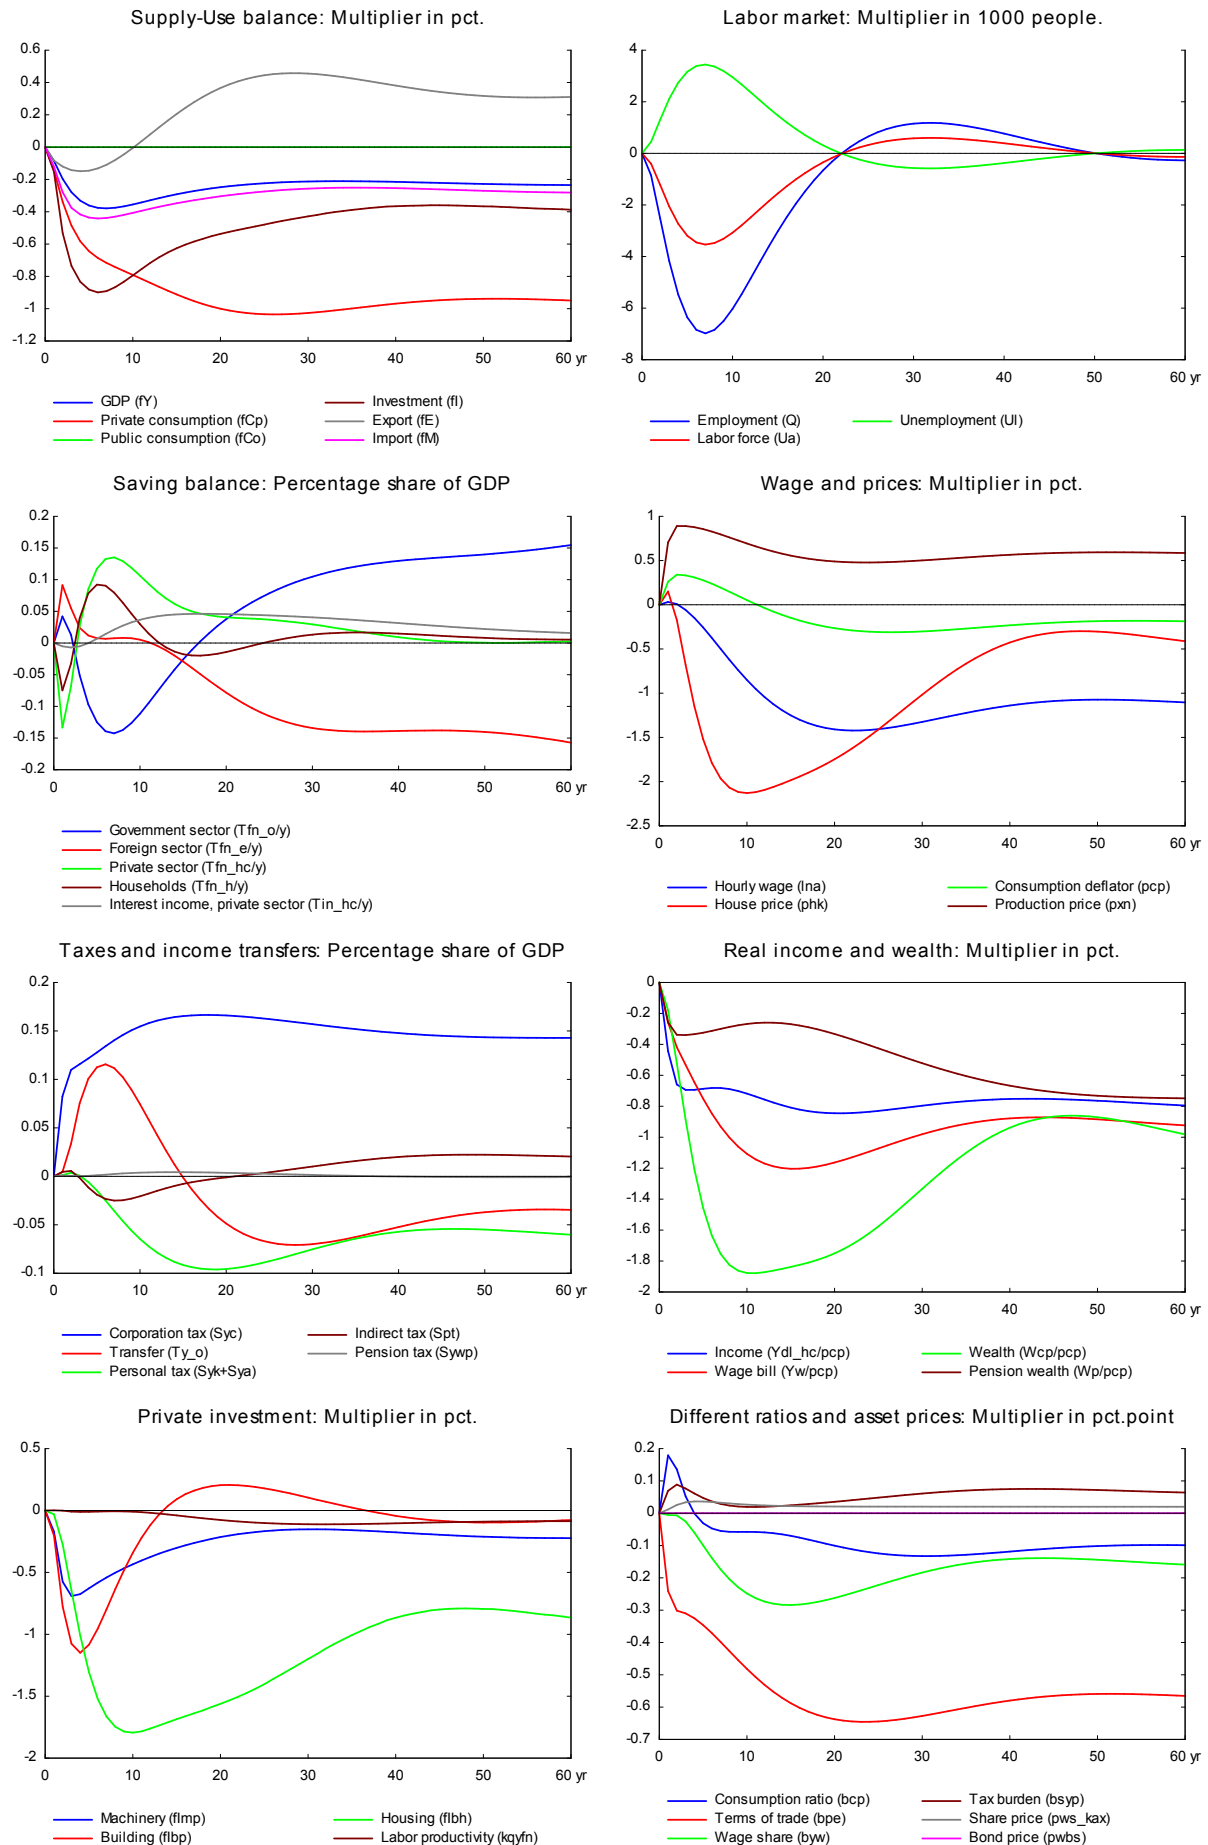 Supply-Use balance: Multiplier in pct.
0.6
0.4
0.2
0
-0.2
-0.4
-0.6
-0.8
-1
-1.2
0 10 20 30 40 50 60 yr
GDP (fY)
Private consumption (fCp)
Public consumption (fCo)
Investment (fI)
Export (fE)
Import (fM)
Labor market: Multiplier in 1000 people.
4
2
0
-2
-4
-6
-8
0 10 20 30 40 50 60 yr
Employment (Q)
Labor force (Ua)
Unemployment (Ul)
Saving balance: Percentage share of GDP
0.2
0.15
0.1
0.05
0
-0.05
-0.1
-0.15
-0.2
0 10 20 30 40 50 60 yr
Government sector (Tfn_o/y)
Foreign sector (Tfn_e/y)
Private sector (Tfn_hc/y)
Households (Tfn_h/y)
Interest income, private sector (Tin_hc/y)
Wage and prices: Multiplier in pct.
1
0.5
0
-0.5
-1
-1.5
-2
-2.5
0 10 20 30 40 50 60 yr
Hourly wage (lna)
House price (phk)
Consumption deflator (pcp)
Production price (pxn)
Taxes and income transfers: Percentage share of GDP
0.2
0.15
0.1
0.05
0
-0.05
-0.1
0 10 20 30 40 50 60 yr
Corporation tax (Syc)
Transfer (Ty_o)
Personal tax (Syk+Sya)
Indirect tax (Spt)
Pension tax (Sywp)
Real income and wealth: Multiplier in pct.
0
-0.2
-0.4
-0.6
-0.8
-1
-1.2
-1.4
-1.6
-1.8
-2
0 10 20 30 40 50 60 yr
Income (Ydl_hc/pcp)
Wage bill (Yw/pcp)
Wealth (Wcp/pcp)
Pension wealth (Wp/pcp)
Private investment: Multiplier in pct.
0.5
0
-0.5
-1
-1.5
-2
0 10 20 30 40 50 60 yr
Machinery (fImp)
Building (fIbp)
Housing (fIbh)
Labor productivity (kqyfn)
Different ratios and asset prices: Multiplier in pct.point
0.3
0.2
0.1
0
-0.1
-0.2
-0.3
-0.4
-0.5
-0.6
-0.7
0 10 20 30 40 50 60 yr
Consumption ratio (bcp)
Terms of trade (bpe)
Wage share (byw)
Tax burden (bsyp)
Share price (pws_kax)
Bond price (pwbs)